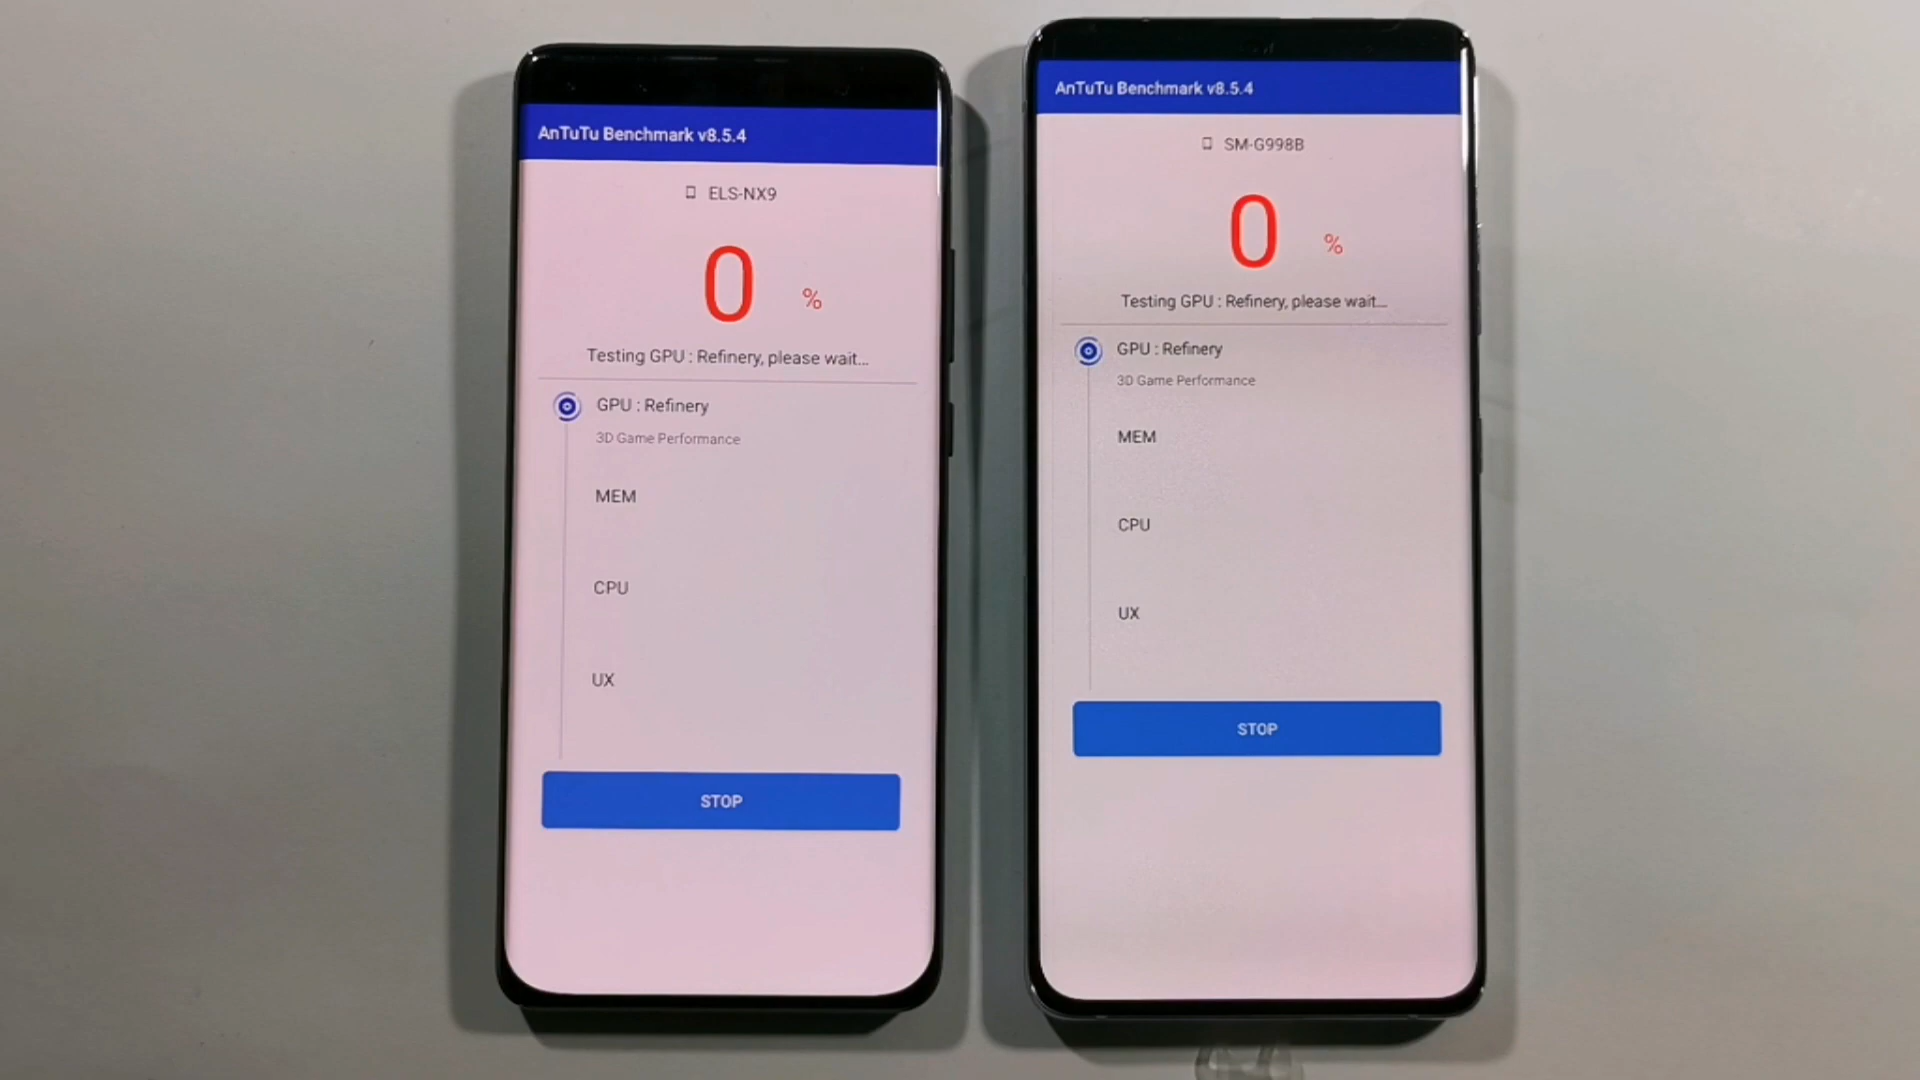 AnTuTu Benchmark v8.5.4
ELS-NX9
0 %
Testing GPU : Refinery, please wait...
GPU : Refinery
3D Game Performance
MEM
CPU
UX
STOP
AnTuTu Benchmark v8.5.4
SM-G998B
0 %
Testing GPU : Refinery, please wait...
GPU : Refinery
3D Game Performance
MEM
CPU
UX
STOP